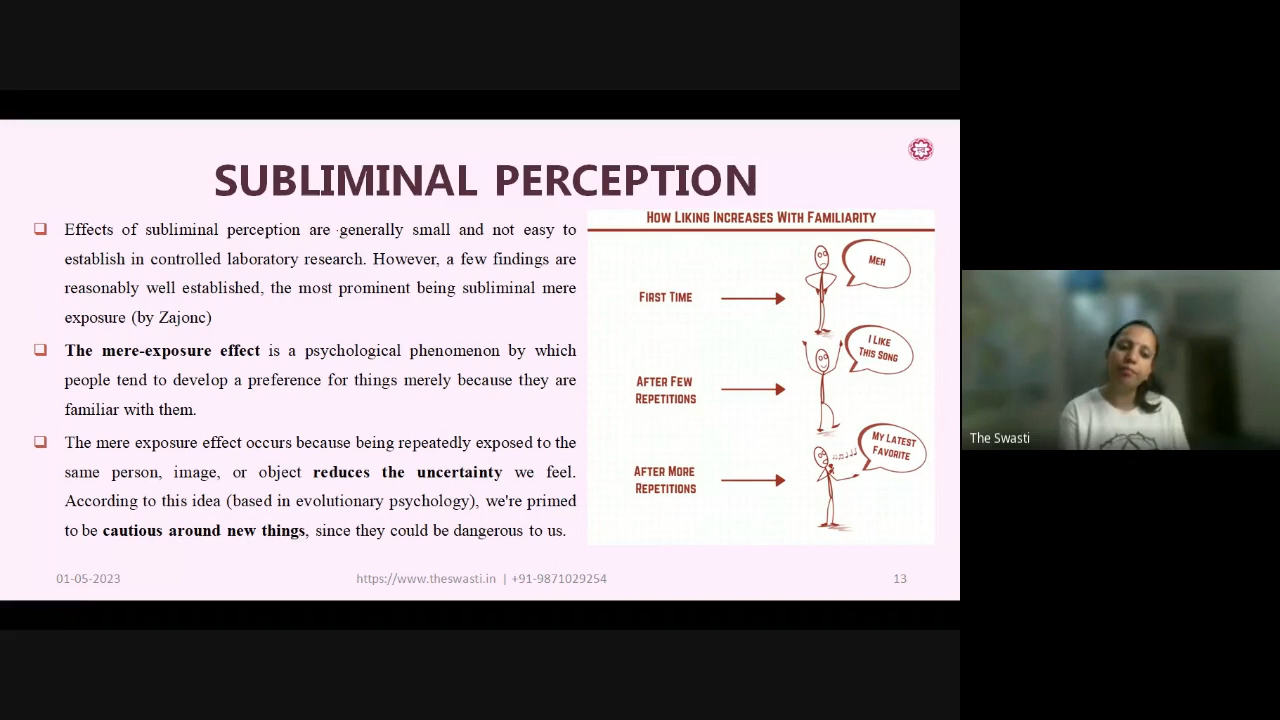 SUBLIMINAL PERCEPTION
❑ Effects of subliminal perception are generally small and not easy to
establish in controlled laboratory research. However, a few findings are
reasonably well established, the most prominent being subliminal mere
exposure (by Zajonc)
❑ The mere-exposure effect is a psychological phenomenon by which
people tend to develop a preference for things merely because they are
familiar with them.
❑ The mere exposure effect occurs because being repeatedly exposed to the
same person, image, or object reduces the uncertainty we feel.
According to this idea (based in evolutionary psychology), we're primed
to be cautious around new things, since they could be dangerous to us.
HOW LIKING INCREASES WITH FAMILIARITY
FIRST TIME
MEH
AFTER FEW
REPETITIONS
I LIKE
THIS SONG
AFTER MORE
REPETITIONS
MY LATEST
FAVORITE
01-05-2023
https://www.theswasti.in | +91-9871029254
13
The Swasti